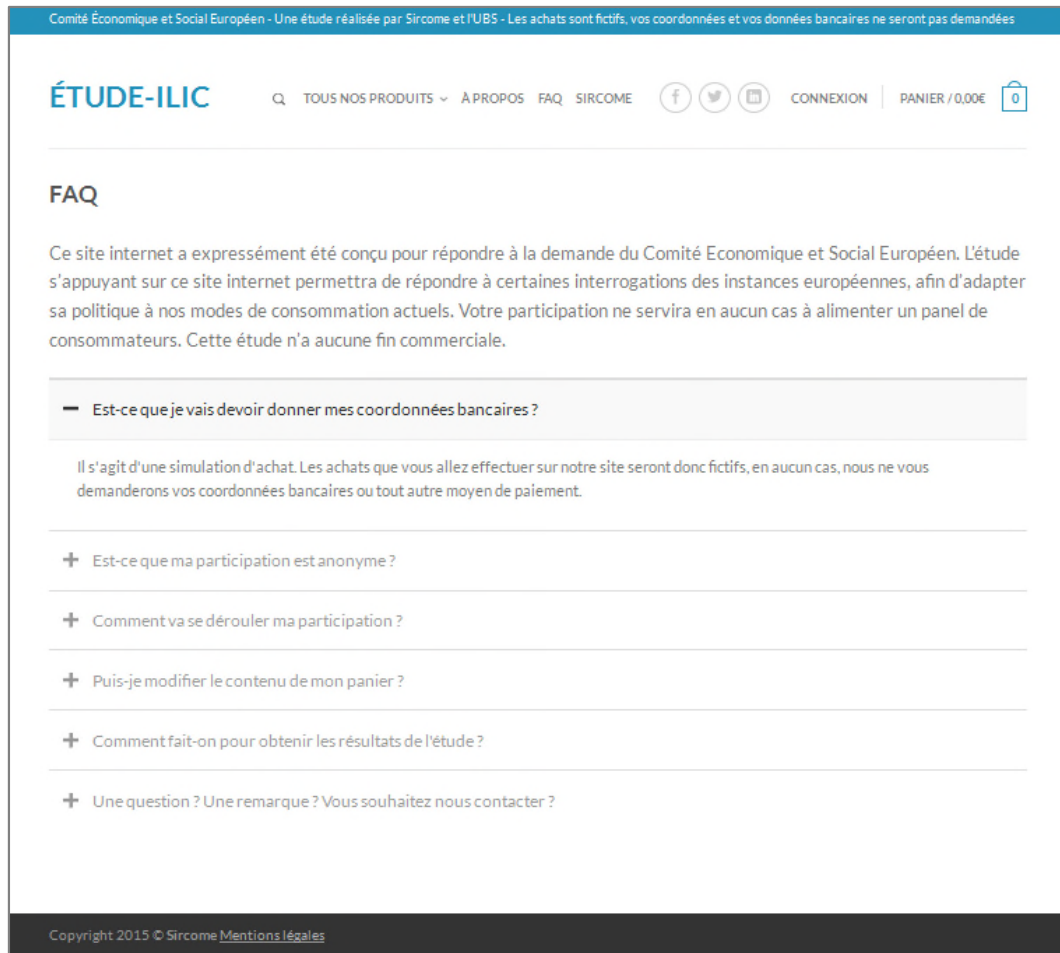 Comité Économique et Social Européen - Une étude réalisée par Sircome et l'UBS - Les achats sont fictifs, vos coordonnées et vos données bancaires ne seront pas demandées
ÉTUDE-ILIC TOUS NOS PRODUITS À PROPOS FAQ SIRCOME CONNEXION PANIER / 0,00€ 0
FAQ
Ce site internet a expressément été conçu pour répondre à la demande du Comité Economique et Social Européen. L'étude
s'appuyant sur ce site internet permettra de répondre à certaines interrogations des instances européennes, afin d'adapter
sa politique à nos modes de consommation actuels. Votre participation ne servira en aucun cas à alimenter un panel de
consommateurs. Cette étude n'a aucune fin commerciale.
Est-ce que je vais devoir donner mes coordonnées bancaires ?
Il s'agit d'une simulation d'achat. Les achats que vous allez effectuer sur notre site seront donc fictifs, en aucun cas, nous ne vous
demanderons vos coordonnées bancaires ou tout autre moyen de paiement.
Est-ce que ma participation est anonyme ?
Comment va se dérouler ma participation ?
Puis-je modifier le contenu de mon panier ?
Comment fait-on pour obtenir les résultats de l'étude ?
Une question ? Une remarque ? Vous souhaitez nous contacter ?
Copyright 2015 © Sircome Mentions légales